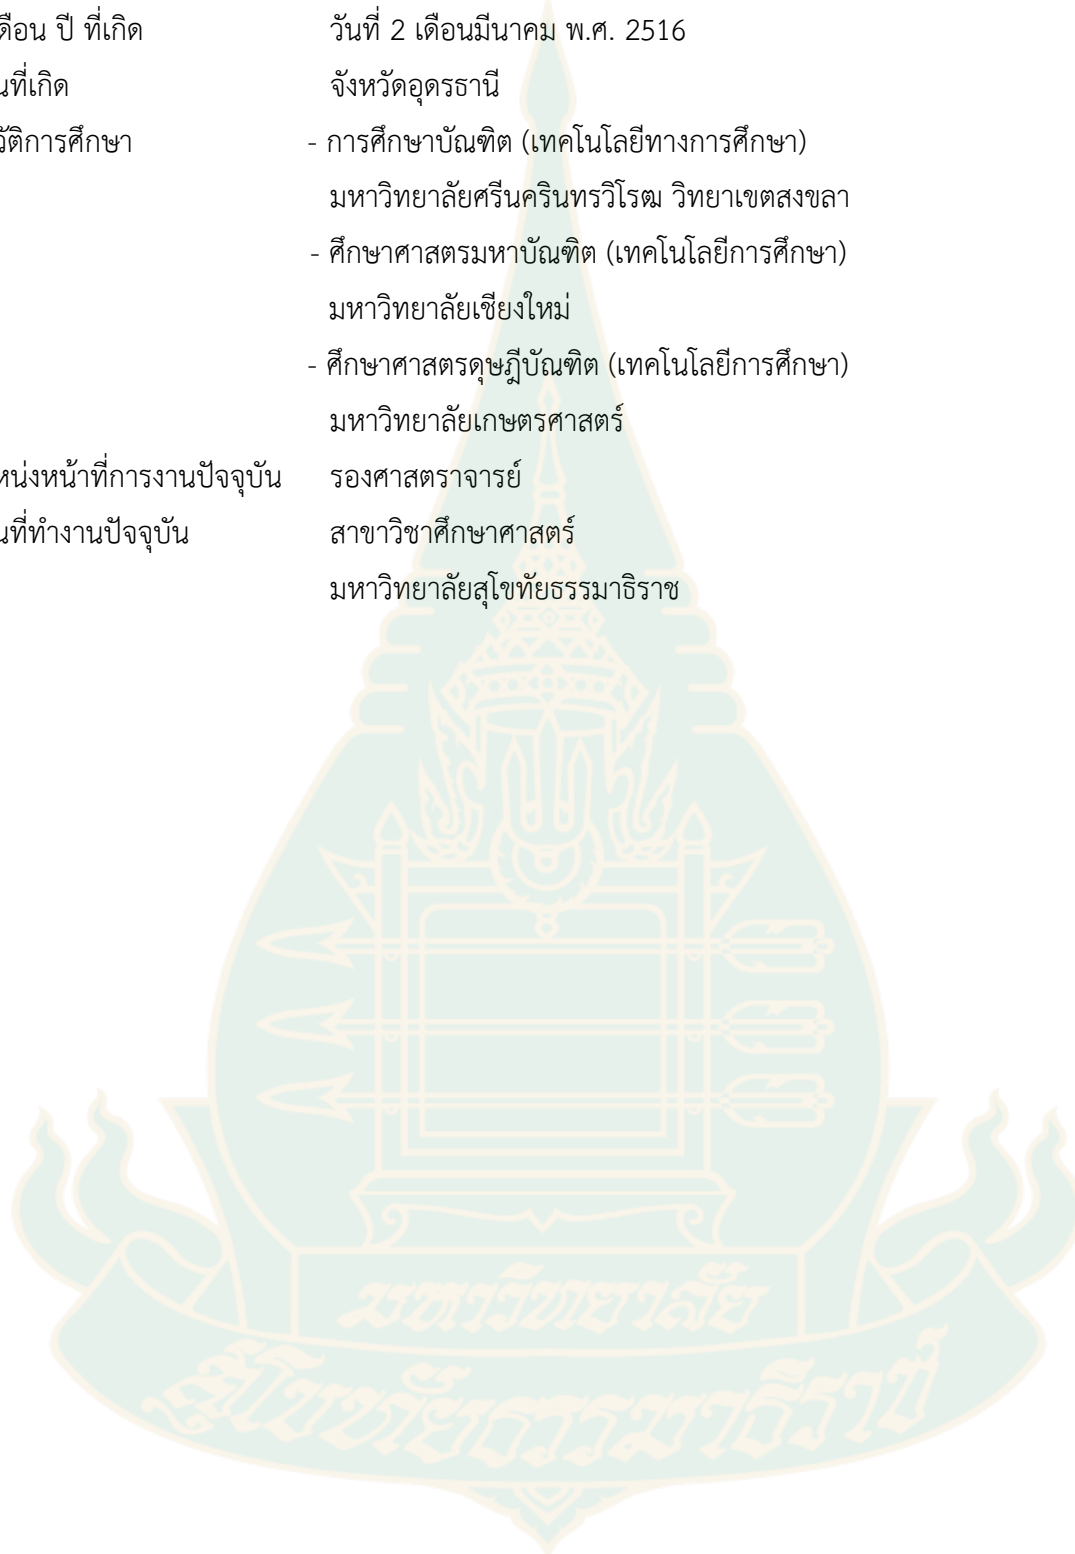 ดือน ปี ที่เกิด วันที่ 2 เดือนมีนาคม พ.ศ. 2516
นที่เกิด จังหวัดอุดรธานี
วัติการศึกษา - การศึกษาบัณฑิต (เทคโนโลยีทางการศึกษา)
มหาวิทยาลัยศรีนครินทรวิโรฒ วิทยาเขตสงขลา
- ศึกษาศาสตรมหาบัณฑิต (เทคโนโลยีการศึกษา)
มหาวิทยาลัยเชียงใหม่
- ศึกษาศาสตรดุษฎีบัณฑิต (เทคโนโลยีการศึกษา)
มหาวิทยาลัยเกษตรศาสตร์
หน่งหน้าที่การงานปัจจุบัน รองศาสตราจารย์
นที่ทำงานปัจจุบัน สาขาวิชาศึกษาศาสตร์
มหาวิทยาลัยสุโขทัยธรรมาธิราช
มหาวิทยาลัย
สุโขทัยธรรมาธิราช